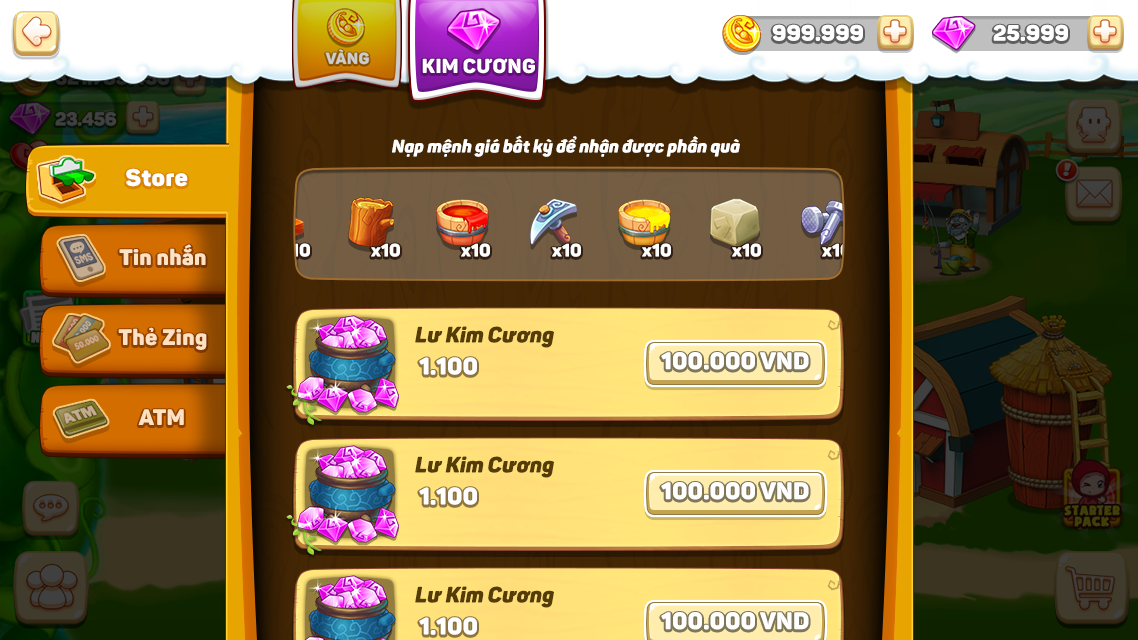 VÀNG
KIM CƯƠNG
999.999
25.999
23.456
Nạp mệnh giá bất kỳ để nhận được phần quà
Store
10
x10
x10
x10
x10
x10
x10
SMS
Tin nhắn
50.000
Thẻ Zing
ATM
ATM
Lư Kim Cương
1.100
100.000 VND
Lư Kim Cương
1.100
100.000 VND
Lư Kim Cương
1.100
100.000 VND
!
STARTER
PACK